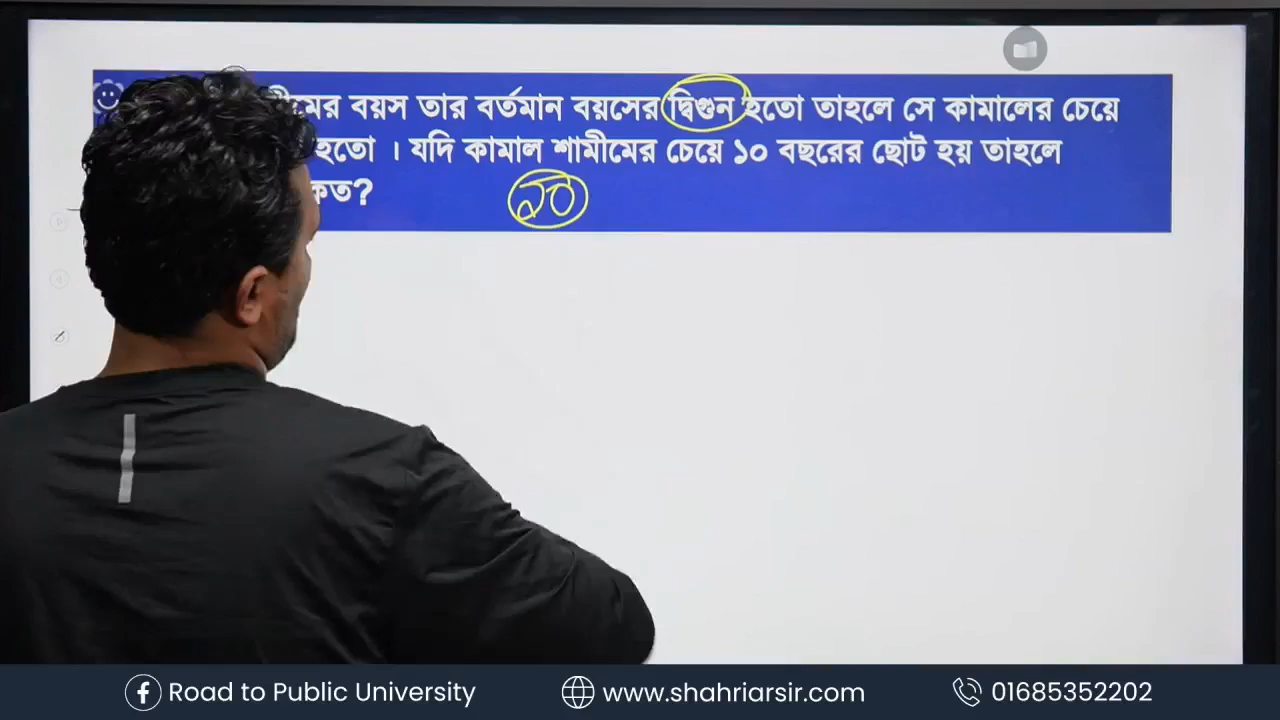 বয়স তার বর্তমান বয়সের দ্বিগুন হতো তাহলে সে কামালের চেয়ে
হতো । যদি কামাল শামীমের চেয়ে ১০ বছরের ছোট হয় তাহলে
কত?
Road to Public University
www.shahriarsir.com
01685352202